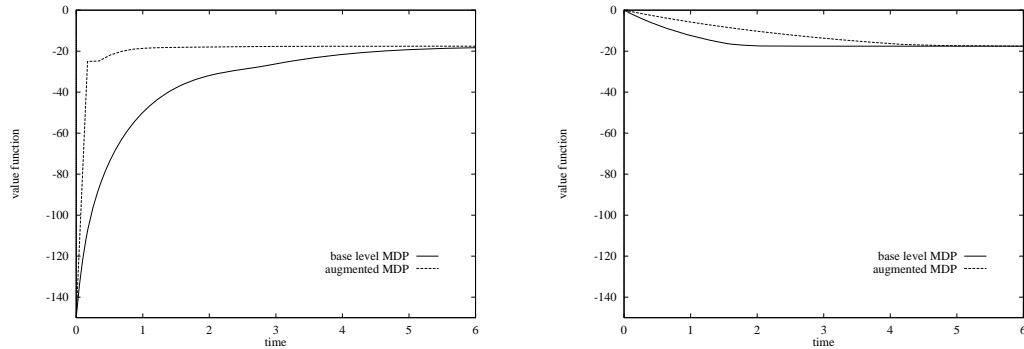 0
-20
-40
-60
-80
-100
-120
-140
value function
base level MDP
augmented MDP
0 1 2 3 4 5 6
time
0
-20
-40
-60
-80
-100
-120
-140
value function
base level MDP
augmented MDP
0 1 2 3 4 5 6
time